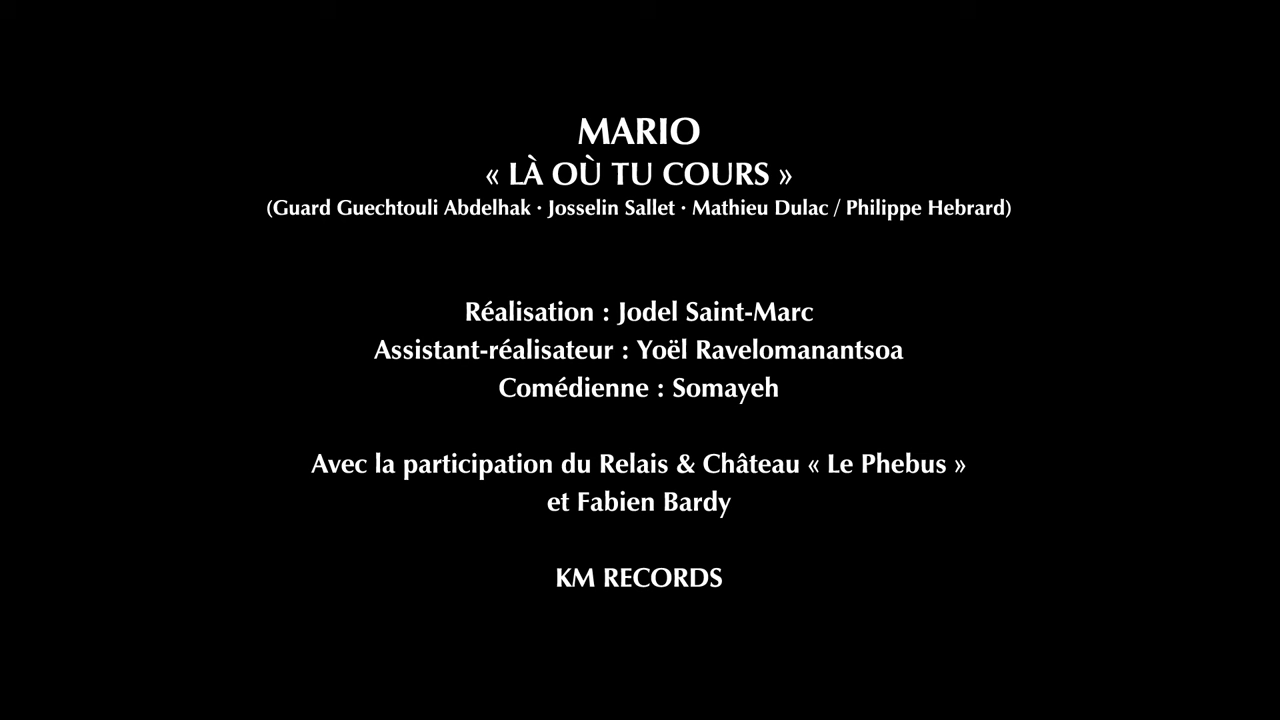 MARIO
« LÀ OÙ TU COURS »
(Guard Guechtouli Abdelhak · Josselin Sallet · Mathieu Dulac / Philippe Hebrard)
Réalisation : Jodel Saint-Marc
Assistant-réalisateur : Yoël Ravelomanantsoa
Comédienne : Somayeh
Avec la participation du Relais & Château « Le Phebus »
et Fabien Bardy
KM RECORDS